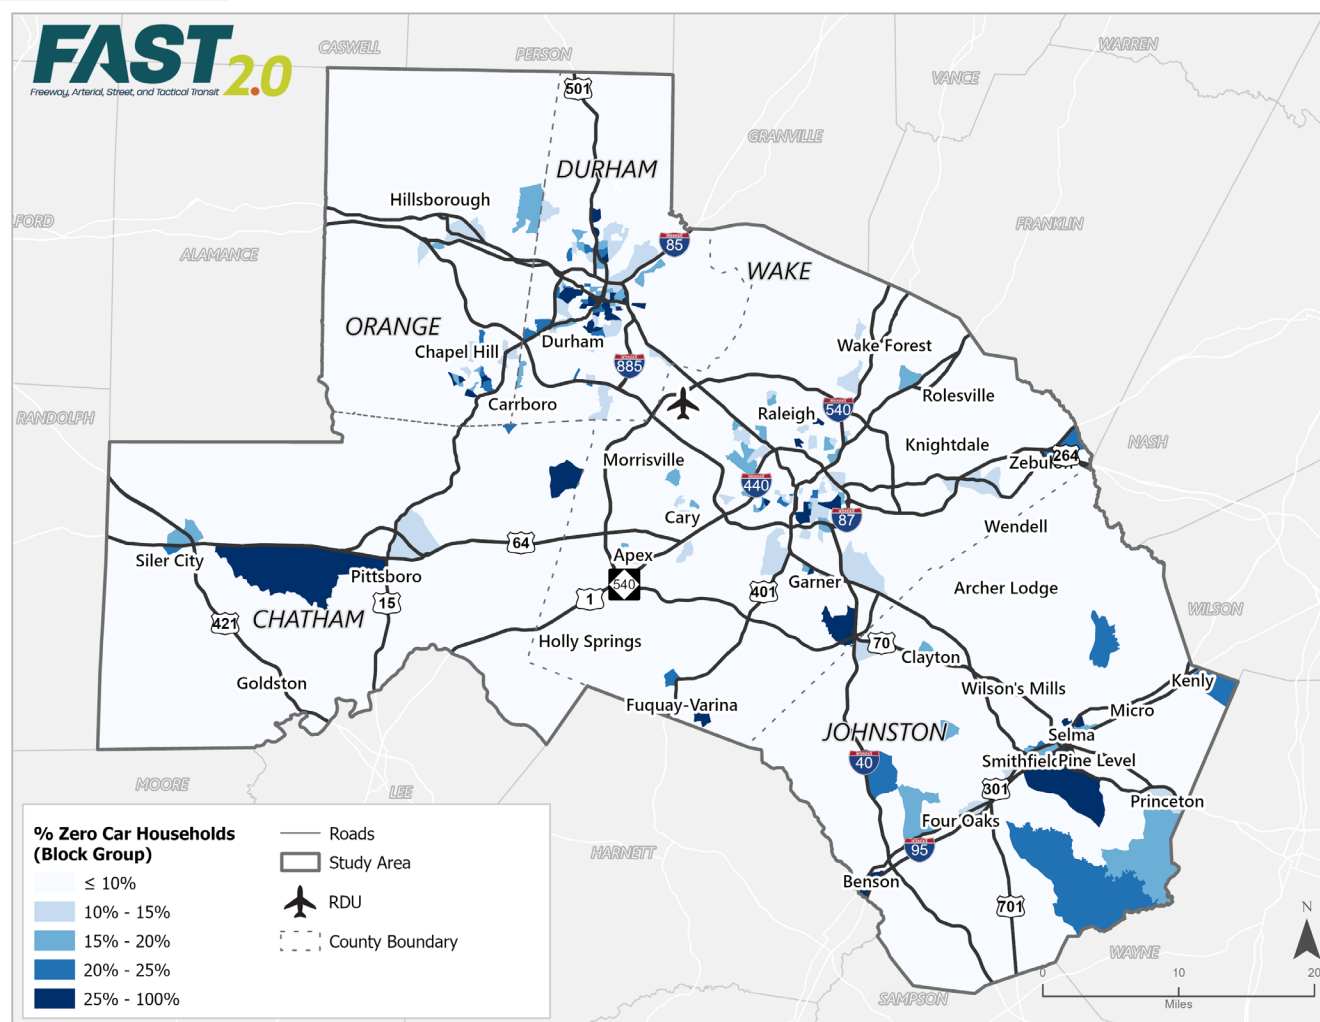 FAST 2.0
Freeway, Arterial, Street, and Tactical Transit
CASWELL
PERSON
WARREN
VANCE
GRANVILLE
501
DURHAM
Hillsborough
FORD
ALAMANCE
FRANKLIN
85
WAKE
ORANGE
Chapel Hill
Durham
885
Wake Forest
Carrboro
Rolesville
RANDOLPH
Raleigh
540
Knightdale
NASH
Morrisville
Zebulon
264
440
Cary
87
Wendell
64
Siler City
Apex
Pittsboro
Garner
540
401
Archer Lodge
15
1
WILSON
421
CHATHAM
Holly Springs
70
Clayton
Goldston
Kenly
Wilson's Mills
Fuquay-Varina
Micro
JOHNSTON
Selma
40
Smithfield
Pine Level
MOORE
LEE
301
Princeton
Four Oaks
HARNETT
95
Benson
701
WAYNE
SAMPSON
% Zero Car Households
(Block Group)
≤ 10%
10% - 15%
15% - 20%
20% - 25%
25% - 100%
Roads
Study Area
RDU
County Boundary
N
0 10 20
Miles